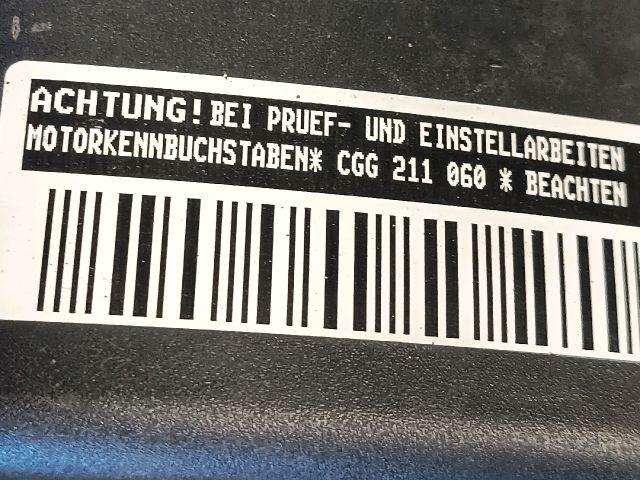 ACHTUNG! BEI PRUEF- UND EINSTELLARBEITEN
MOTORKENNBUCHSTABEN* CGG 211 060 * BEACHTEN